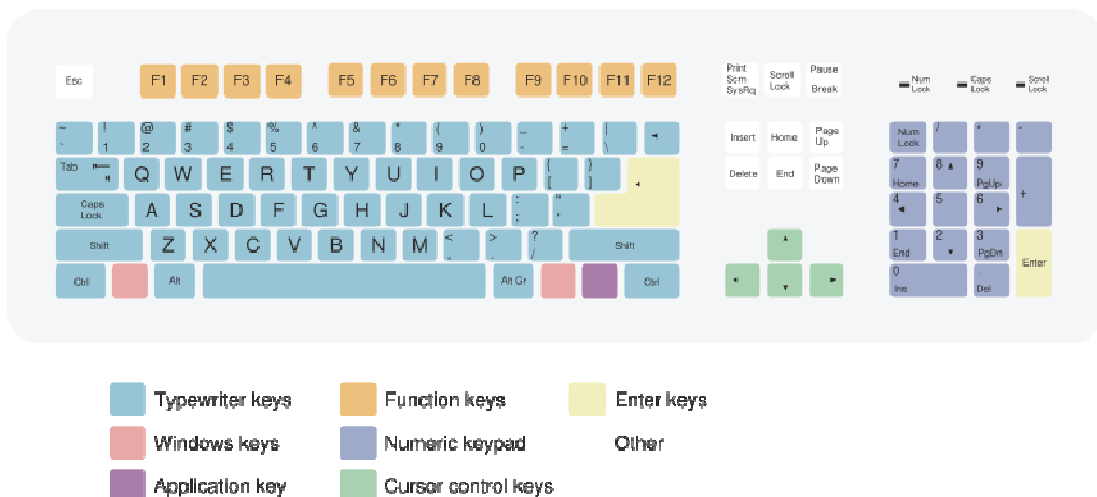 Esc F1 F2 F3 F4 F5 F6 F7 F8 F9 F10 F11 F12
Print
Scrn
SysRq
Scroll
Lock
Pause
Break
Num
Lock
Caps
Lock
Scroll
Lock
~ ! @ # $ % ^ & * ( ) _ + |
` 1 2 3 4 5 6 7 8 9 0 - = \
Insert Home Page
Up
Num
Lock
/ * -
Tab Q W E R T Y U I O P { }
[ ]
Delete End Page
Down
7 8 9
Home PgUp
+
Caps
Lock
A S D F G H J K L : "
; '
4 5 6
Shift Z X C V B N M < > ? Shift
, . /
1 2 3
End PgDn
Enter
Ctrl Alt Alt Gr Ctrl
0 .
Ins Del
Typewriter keys
Function keys
Enter keys
Windows keys
Numeric keypad
Other
Application key
Cursor control keys